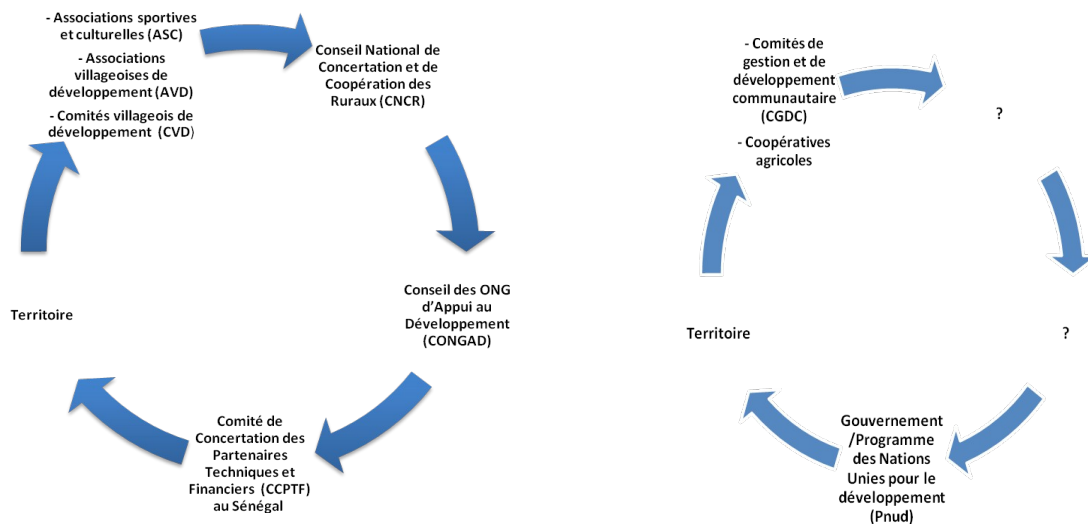 - Associations sportives
et culturelles (ASC)
- Associations
villageoises de
développement (AVD)
- Comités villageois de
développement (CVD)
Conseil National de
Concertation et de
Coopération des
Ruraux (CNCR)
Conseil des ONG
d'Appui au
Développement
(CONGAD)
Comité de
Concertation des
Partenaires
Techniques et
Financiers (CCPTF)
au Sénégal
Territoire
- Comités de
gestion et de
développement
communautaire
(CGDC)
- Coopératives
agricoles
?
?
Gouvernement
/Programme
des Nations
Unies pour le
développement
(Pnud)
Territoire